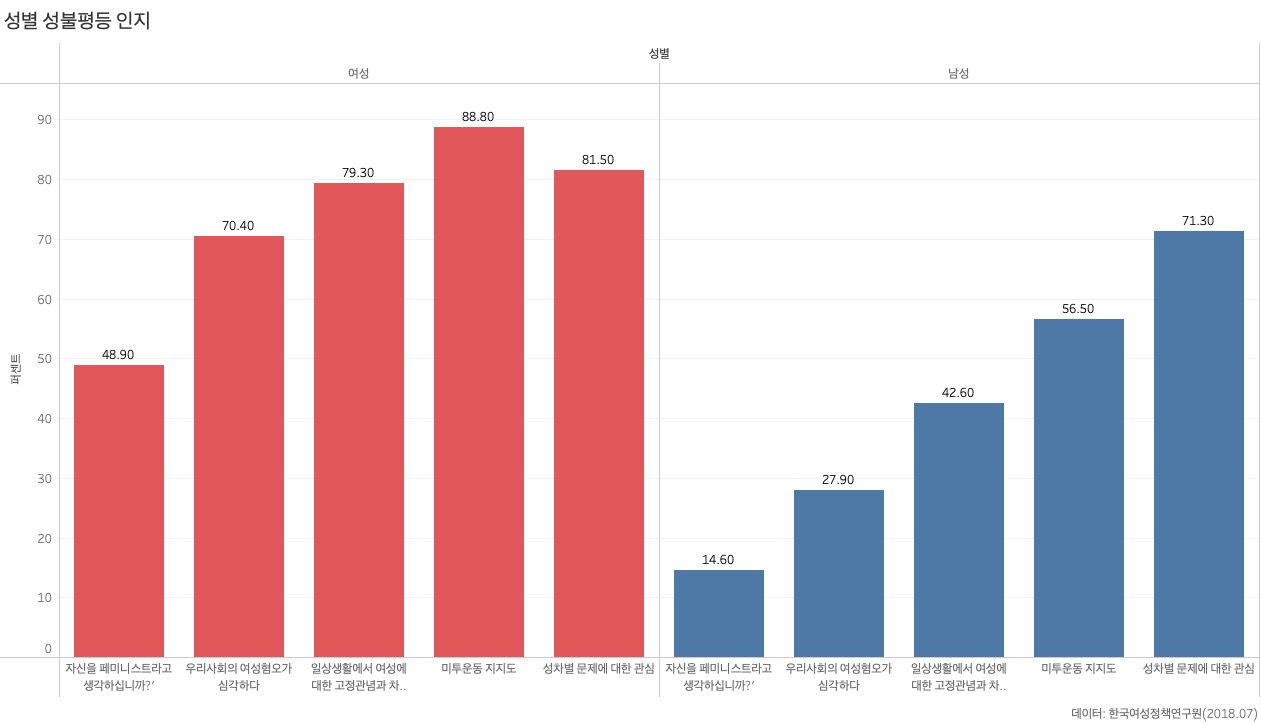 성별 성불평등 인지
성별
여성
남성
퍼센트
90
80
70
60
50
40
30
20
10
0
48.90
70.40
79.30
88.80
81.50
14.60
27.90
42.60
56.50
71.30
자신을 페미니스트라고
생각하십니까?’
우리사회의 여성혐오가
심각하다
일상생활에서 여성에
대한 고정관념과 차..
미투운동 지지도
성차별 문제에 대한 관심
자신을 페미니스트라고
생각하십니까?’
우리사회의 여성혐오가
심각하다
일상생활에서 여성에
대한 고정관념과 차..
미투운동 지지도
성차별 문제에 대한 관심
데이터: 한국여성정책연구원(2018.07)